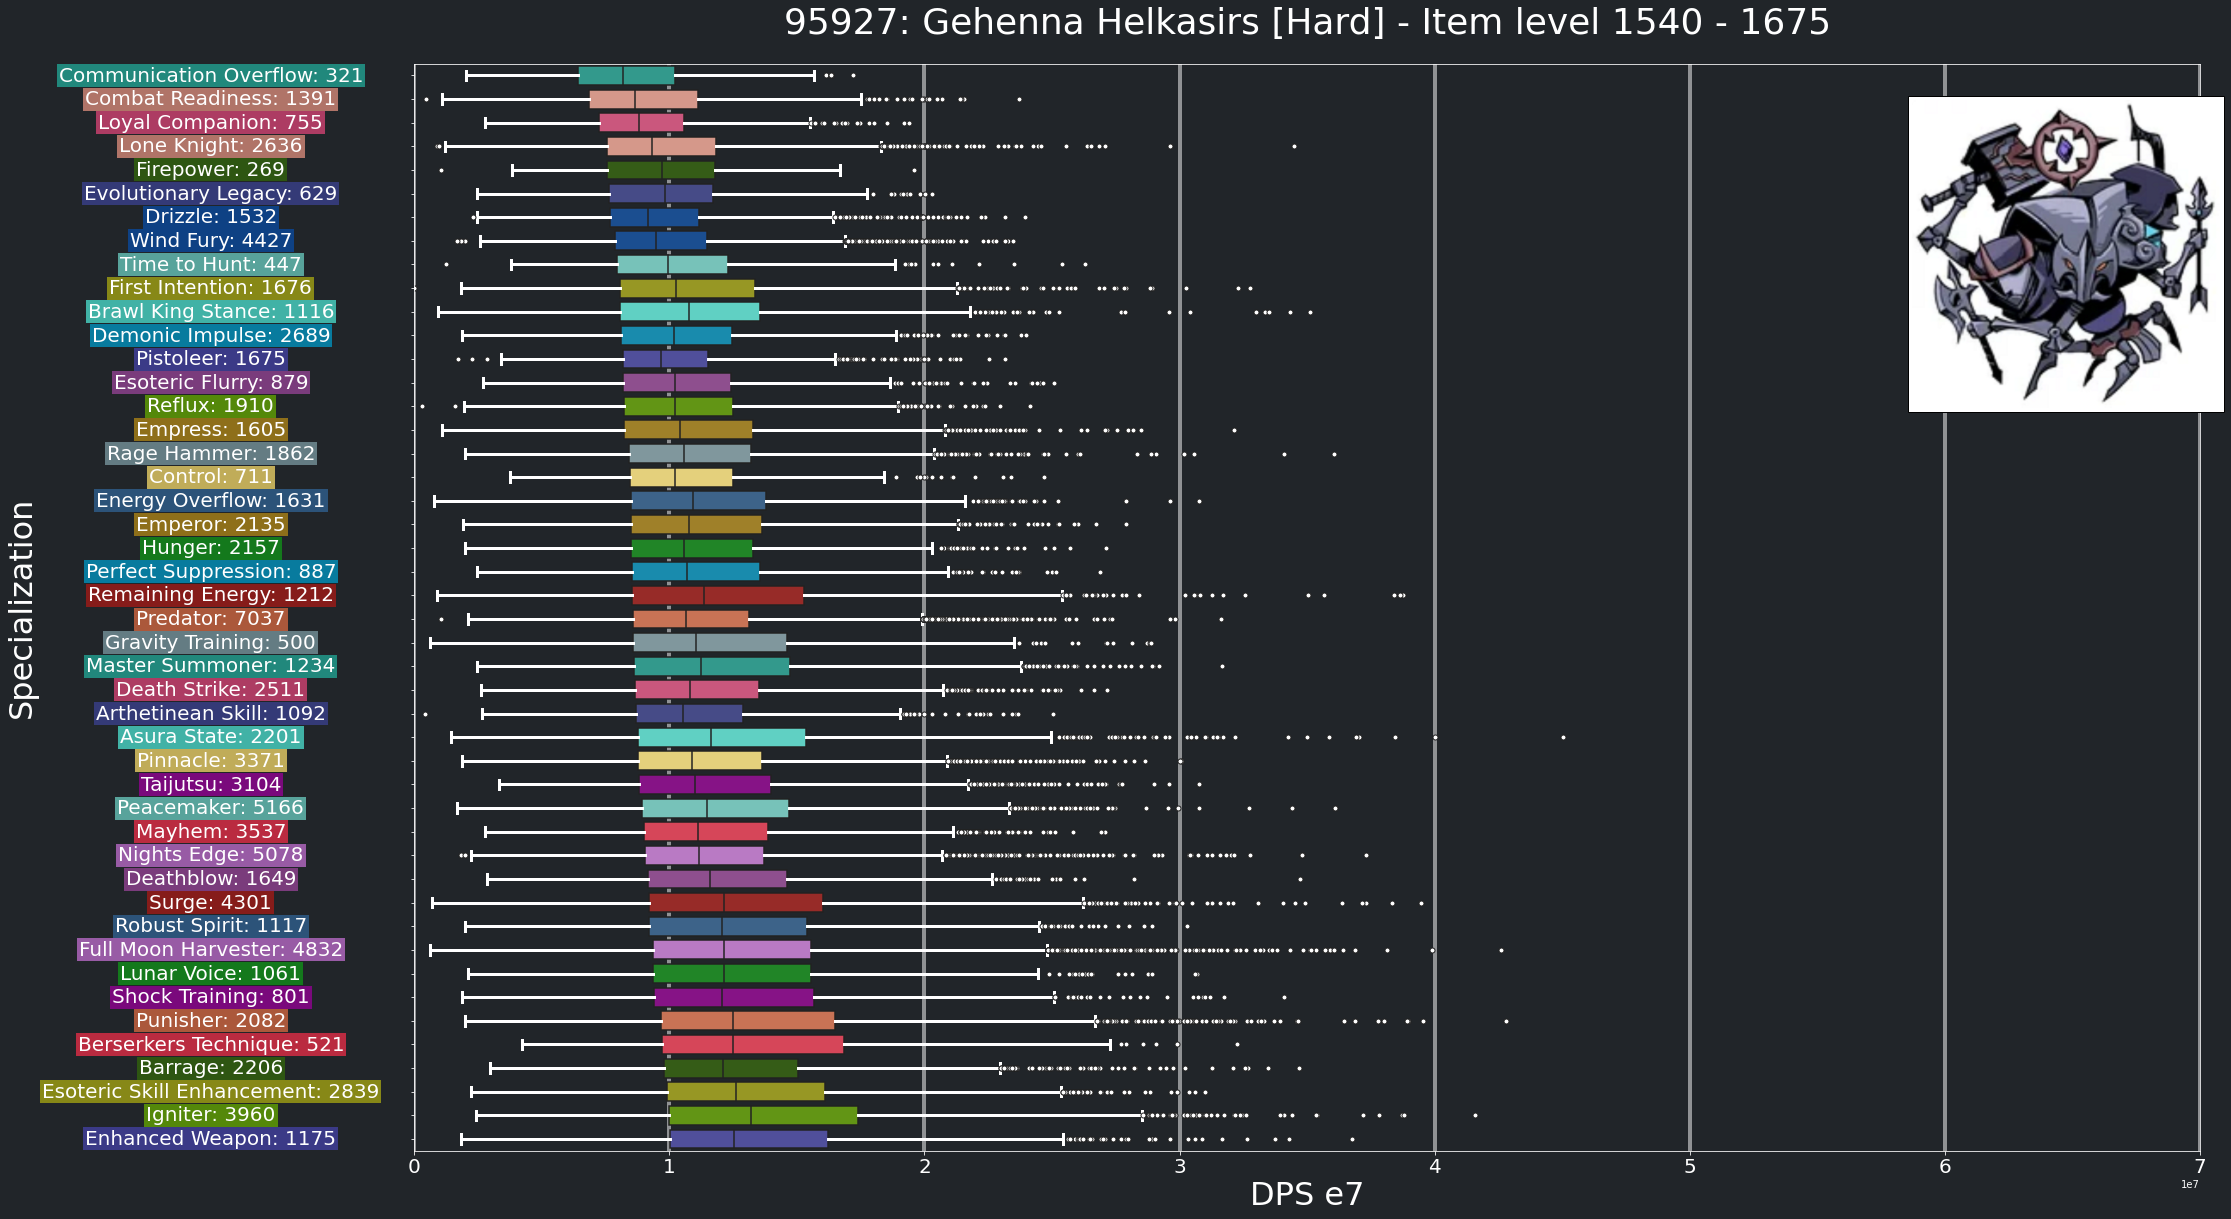 95927: Gehenna Helkasirs [Hard] - Item level 1540 - 1675
Communication Overflow: 321
Combat Readiness: 1391
Loyal Companion: 755
Lone Knight: 2636
Firepower: 269
Evolutionary Legacy: 629
Drizzle: 1532
Wind Fury: 4427
Time to Hunt: 447
First Intention: 1676
Brawl King Stance: 1116
Demonic Impulse: 2689
Pistoleer: 1675
Esoteric Flurry: 879
Reflux: 1910
Empress: 1605
Rage Hammer: 1862
Control: 711
Energy Overflow: 1631
Emperor: 2135
Hunger: 2157
Perfect Suppression: 887
Remaining Energy: 1212
Predator: 7037
Gravity Training: 500
Master Summoner: 1234
Death Strike: 2511
Arthetinean Skill: 1092
Asura State: 2201
Pinnacle: 3371
Taijutsu: 3104
Peacemaker: 5166
Mayhem: 3537
Nights Edge: 5078
Deathblow: 1649
Surge: 4301
Robust Spirit: 1117
Full Moon Harvester: 4832
Lunar Voice: 1061
Shock Training: 801
Punisher: 2082
Berserkers Technique: 521
Barrage: 2206
Esoteric Skill Enhancement: 2839
Igniter: 3960
Enhanced Weapon: 1175
Specialization
0 1 2 3 4 5 6 7
1e7
DPS e7